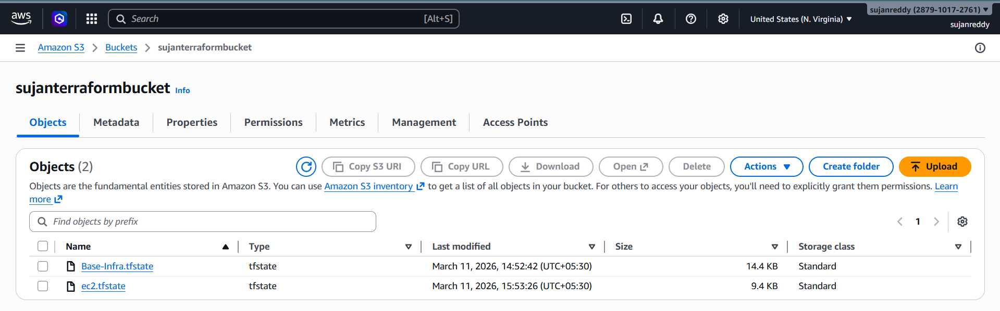 aws
Search [Alt+S]
United States (N. Virginia)
sujanreddy (2879-1017-2761)
sujanreddy
Amazon S3 Buckets sujanterraformbucket
sujanterraformbucket Info
Objects Metadata Properties Permissions Metrics Management Access Points
Objects (2)
Copy S3 URI Copy URL Download Open Delete Actions Create folder Upload
Objects are the fundamental entities stored in Amazon S3. You can use Amazon S3 inventory to get a list of all objects in your bucket. For others to access your objects, you'll need to explicitly grant them permissions. Learn
more
Find objects by prefix
1
Name Type Last modified Size Storage class
Base-Infra.tfstate tfstate March 11, 2026, 14:52:42 (UTC+05:30) 14.4 KB Standard
ec2.tfstate tfstate March 11, 2026, 15:53:26 (UTC+05:30) 9.4 KB Standard